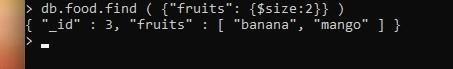 > db.food.find ( {"fruits": {$size:2}} )
{ "_id" : 3, "fruits" : [ "banana", "mango" ] }
>